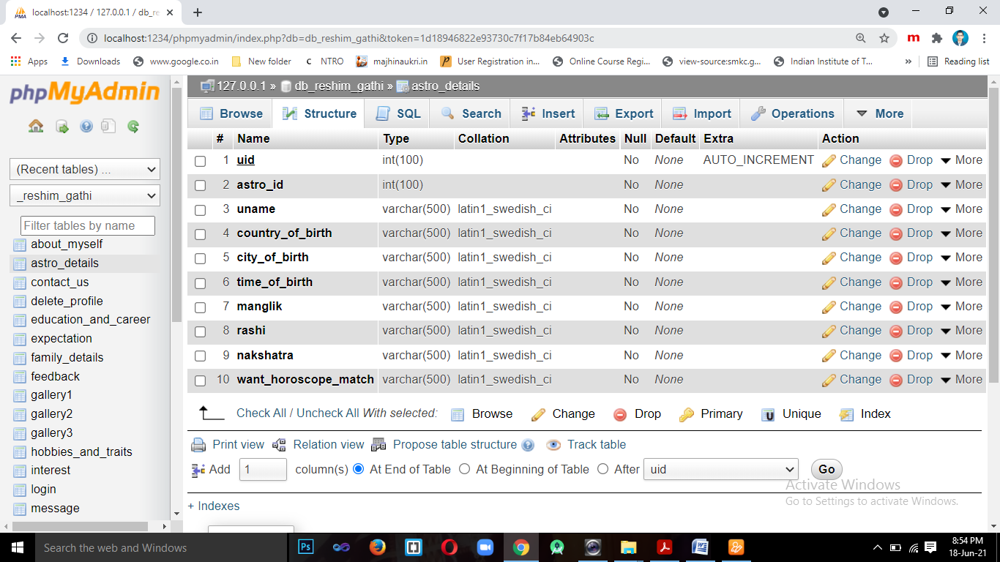 localhost:1234 / 127.0.0.1 / db_re
localhost:1234/phpmyadmin/index.php?db=db_reshim_gathi&token=1d18946822e93730c7f17b84eb64903c
Apps Downloads www.google.co.in New folder NTRO majhinaukri.in User Registration in... Online Course Regi... view-source:smkc.g... Indian Institute of T... » Reading list
phpMyAdmin
(Recent tables) ...
_reshim_gathi
Filter tables by name
about_myself
astro_details
contact_us
delete_profile
education_and_career
expectation
family_details
feedback
gallery1
gallery2
gallery3
hobbies_and_traits
interest
login
message
127.0.0.1 » db_reshim_gathi » astro_details
Browse Structure SQL Search Insert Export Import Operations More
# Name Type Collation Attributes Null Default Extra Action
1 uid int(100) No None AUTO_INCREMENT Change Drop More
2 astro_id int(100) No None Change Drop More
3 uname varchar(500) latin1_swedish_ci No None Change Drop More
4 country_of_birth varchar(500) latin1_swedish_ci No None Change Drop More
5 city_of_birth varchar(500) latin1_swedish_ci No None Change Drop More
6 time_of_birth varchar(500) latin1_swedish_ci No None Change Drop More
7 manglik varchar(500) latin1_swedish_ci No None Change Drop More
8 rashi varchar(500) latin1_swedish_ci No None Change Drop More
9 nakshatra varchar(500) latin1_swedish_ci No None Change Drop More
10 want_horoscope_match varchar(500) latin1_swedish_ci No None Change Drop More
Check All / Uncheck All With selected: Browse Change Drop Primary Unique Index
Print view Relation view Propose table structure Track table
Add 1 column(s) At End of Table At Beginning of Table After uid Go
+ Indexes
Activate Windows
Go to Settings to activate Windows.
Search the web and Windows
8:54 PM
18-Jun-21